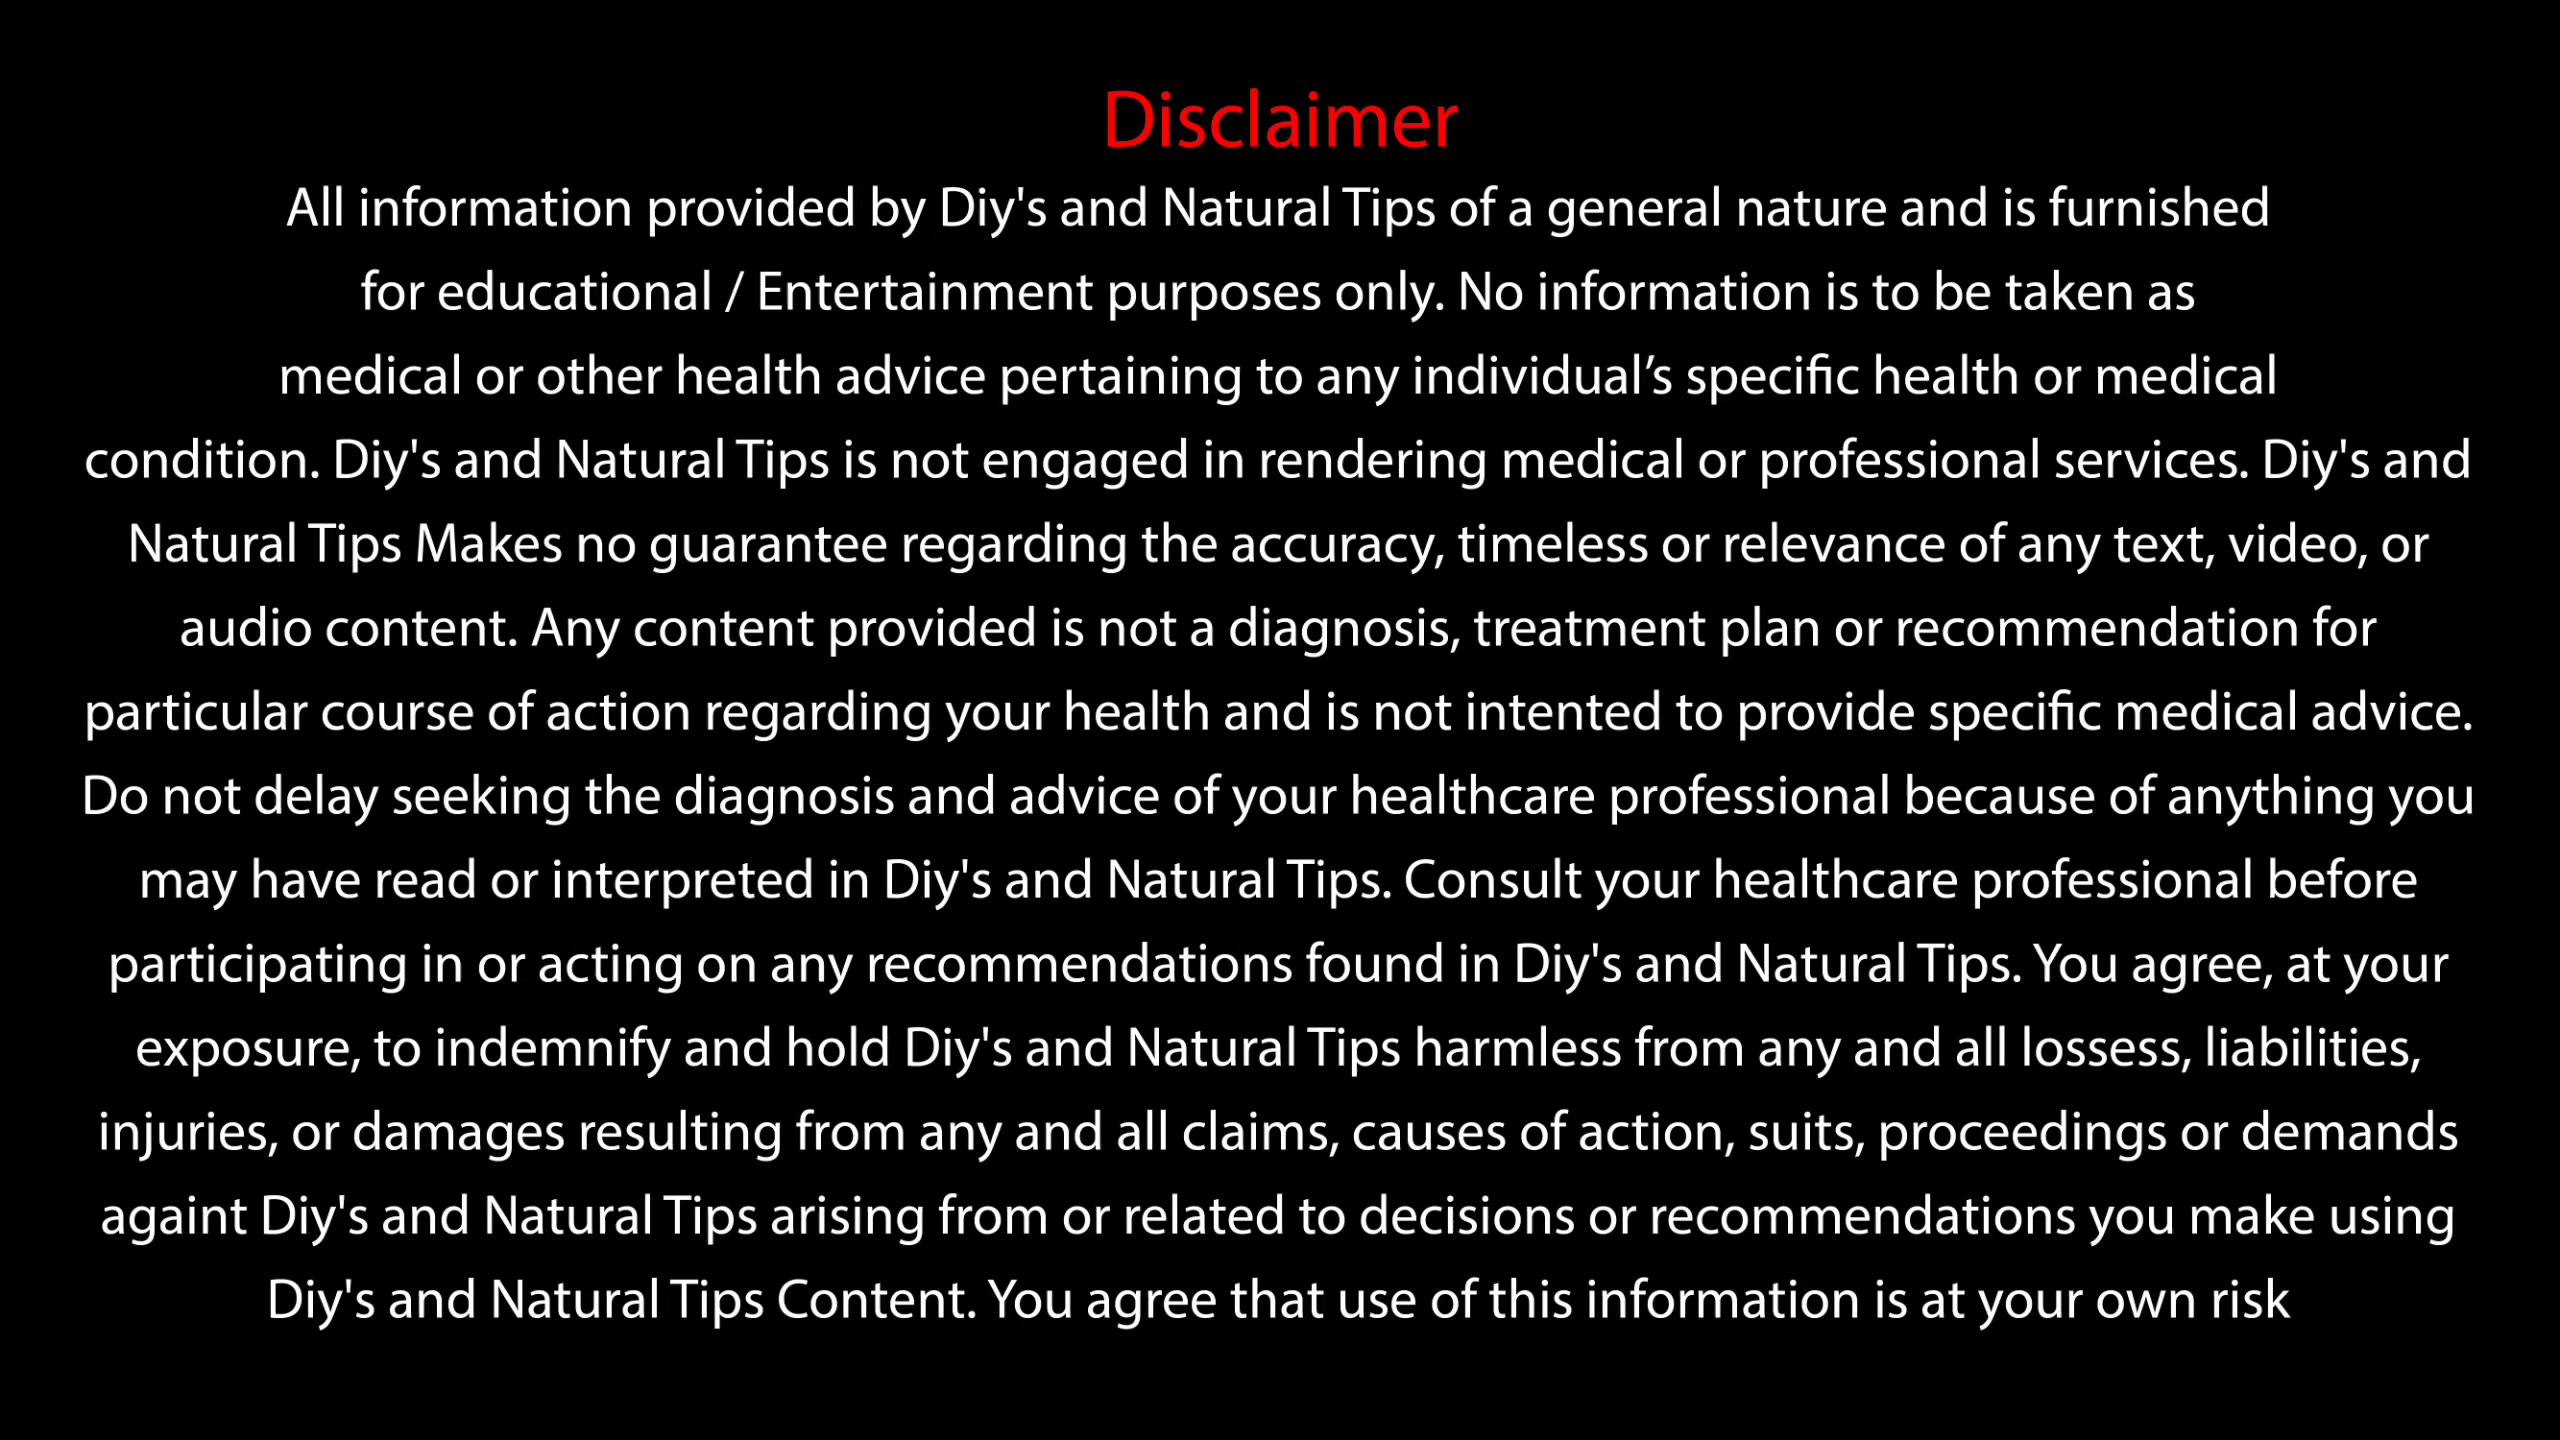 Disclaimer
All information provided by Diy's and Natural Tips of a general nature and is furnished
for educational / Entertainment purposes only. No information is to be taken as
medical or other health advice pertaining to any individual’s specific health or medical
condition. Diy's and Natural Tips is not engaged in rendering medical or professional services. Diy's and
Natural Tips Makes no guarantee regarding the accuracy, timeless or relevance of any text, video, or
audio content. Any content provided is not a diagnosis, treatment plan or recommendation for
particular course of action regarding your health and is not intented to provide specific medical advice.
Do not delay seeking the diagnosis and advice of your healthcare professional because of anything you
may have read or interpreted in Diy's and Natural Tips. Consult your healthcare professional before
participating in or acting on any recommendations found in Diy's and Natural Tips. You agree, at your
exposure, to indemnify and hold Diy's and Natural Tips harmless from any and all lossess, liabilities,
injuries, or damages resulting from any and all claims, causes of action, suits, proceedings or demands
againt Diy's and Natural Tips arising from or related to decisions or recommendations you make using
Diy's and Natural Tips Content. You agree that use of this information is at your own risk